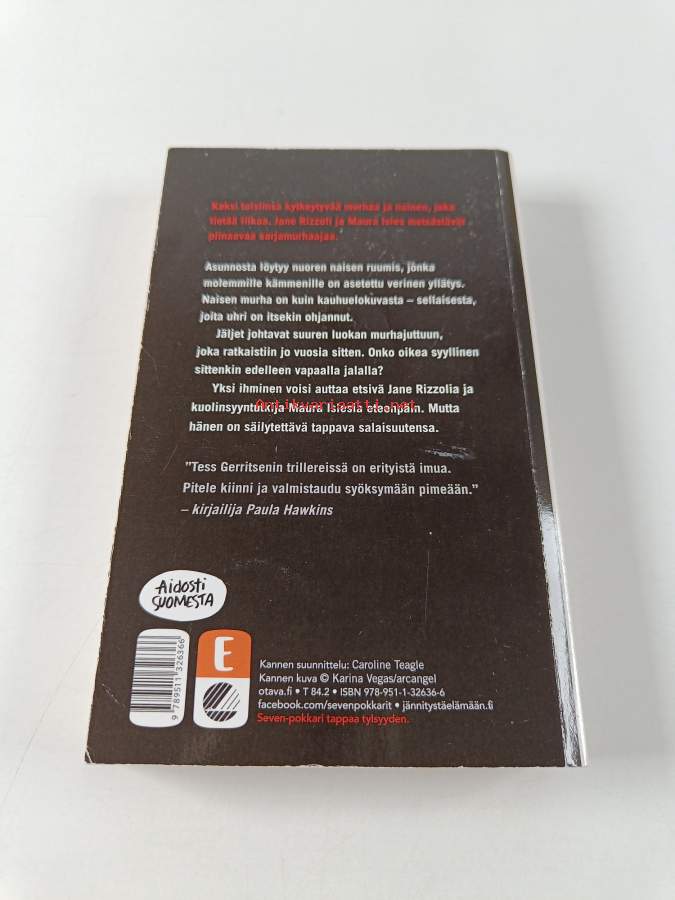 Kaksi toisiinsa kytkeytyvää murhaa ja nainen, joka
tietää liikaa. Jane Rizzoli ja Maura Isles metsästävät
piinaavaa sarjamurhaajaa.
Asunnosta löytyy nuoren naisen ruumis, jonka
molemmille kämmenille on asetettu verinen yllätys.
Naisen murha on kuin kauhuelokuvasta – sellaisesta,
joita uhri on itsekin ohjannut.
Jäljet johtavat suuren luokan murhajuttuun,
joka ratkaistiin jo vuosia sitten. Onko oikea syyllinen
sittenkin edelleen vapaalla jalalla?
Yksi ihminen voisi auttaa etsivä Jane Rizzolia ja
Antikvariaatti.net
kuolinsyyntutkija Maura Islesia eteenpäin. Mutta
hänen on säilytettävä tappava salaisuutensa.
”Tess Gerritsenin trillereissä on erityistä imua.
Pitele kiinni ja valmistaudu syöksymään pimeään.”
– kirjailija Paula Hawkins
Aidosti
SUOMESTA
E
9 789511 326366
Kannen suunnittelu: Caroline Teagle
Kannen kuva © Karina Vegas/arcangel
otava.fi • T 84.2 • ISBN 978-951-1-32636-6
facebook.com/sevenpokkarit • jännitystäelämään.fi
Seven-pokkari tappaa tylsyyden.